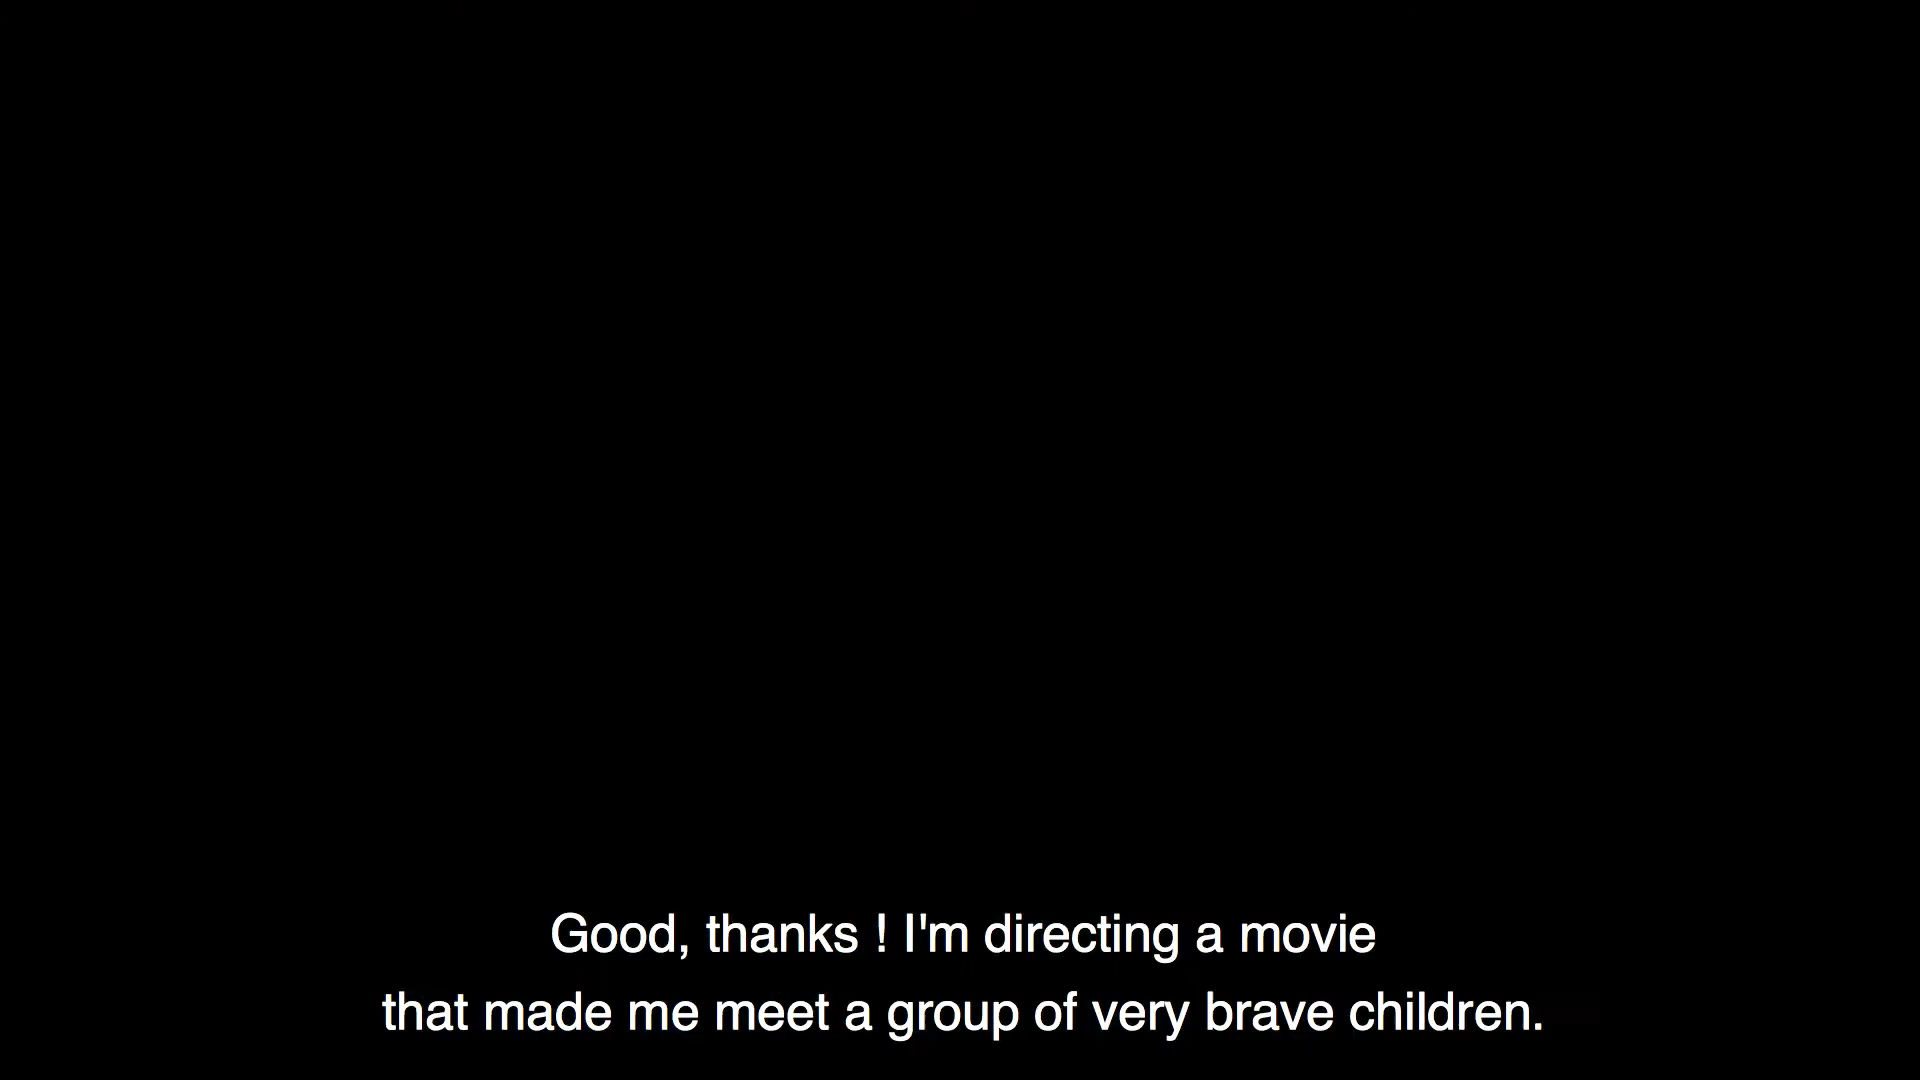 Good, thanks ! I'm directing a movie
that made me meet a group of very brave children.